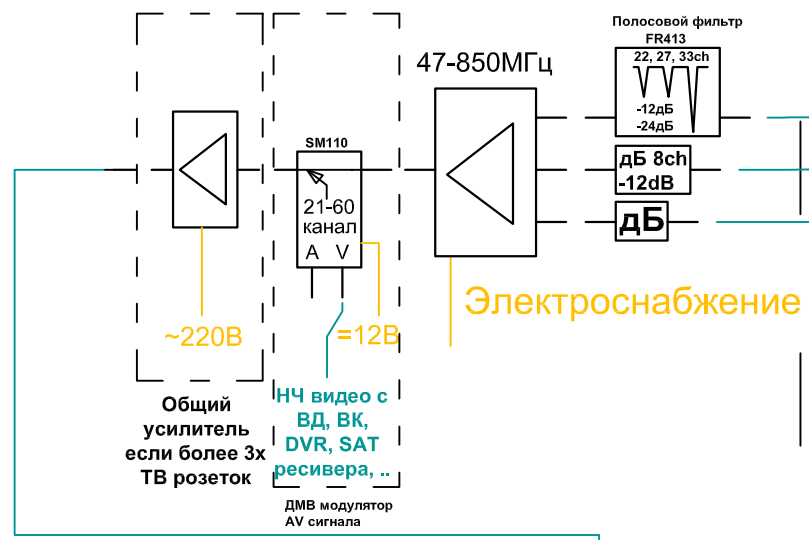 Полосовой фильтр
FR413
22, 27, 33ch
-12дБ
-24дБ
47-850МГц
дБ 8ch
-12dB
дБ
SM110
21-60
канал
A V
Электроснабжение
~220В
=12В
НЧ видео с
ВД, ВК,
DVR, SAT
ресивера, ..
Общий
усилитель
если более 3х
ТВ розеток
ДМВ модулятор
AV сигнала